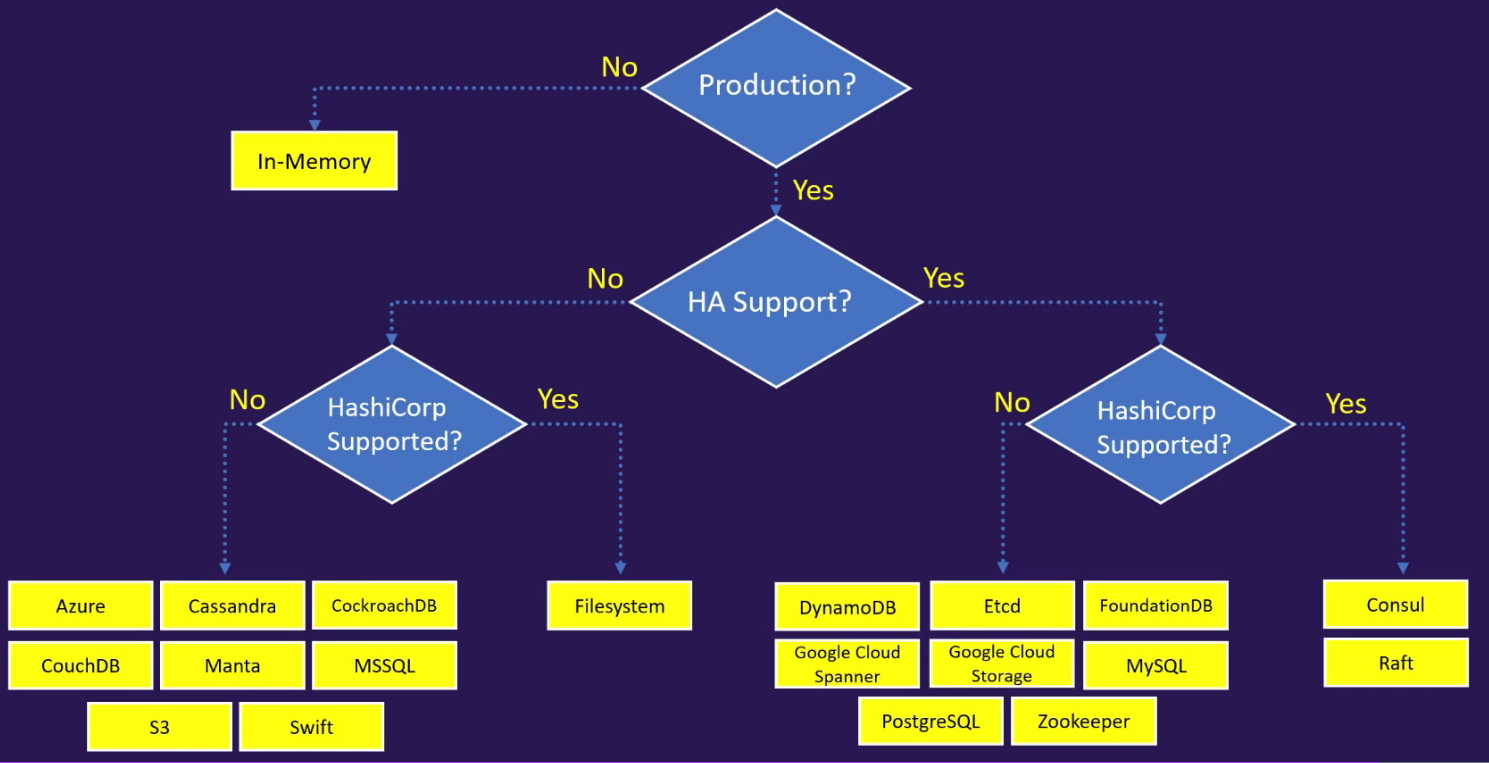 No
Production?
In-Memory
Yes
No
Yes
HA Support?
No
HashiCorp
Supported?
Yes
No
HashiCorp
Supported?
Yes
Azure
Cassandra
CockroachDB
Filesystem
DynamoDB
Etcd
FoundationDB
Consul
CouchDB
Manta
MSSQL
Google Cloud
Spanner
Google Cloud
Storage
MySQL
Raft
S3
Swift
PostgreSQL
Zookeeper